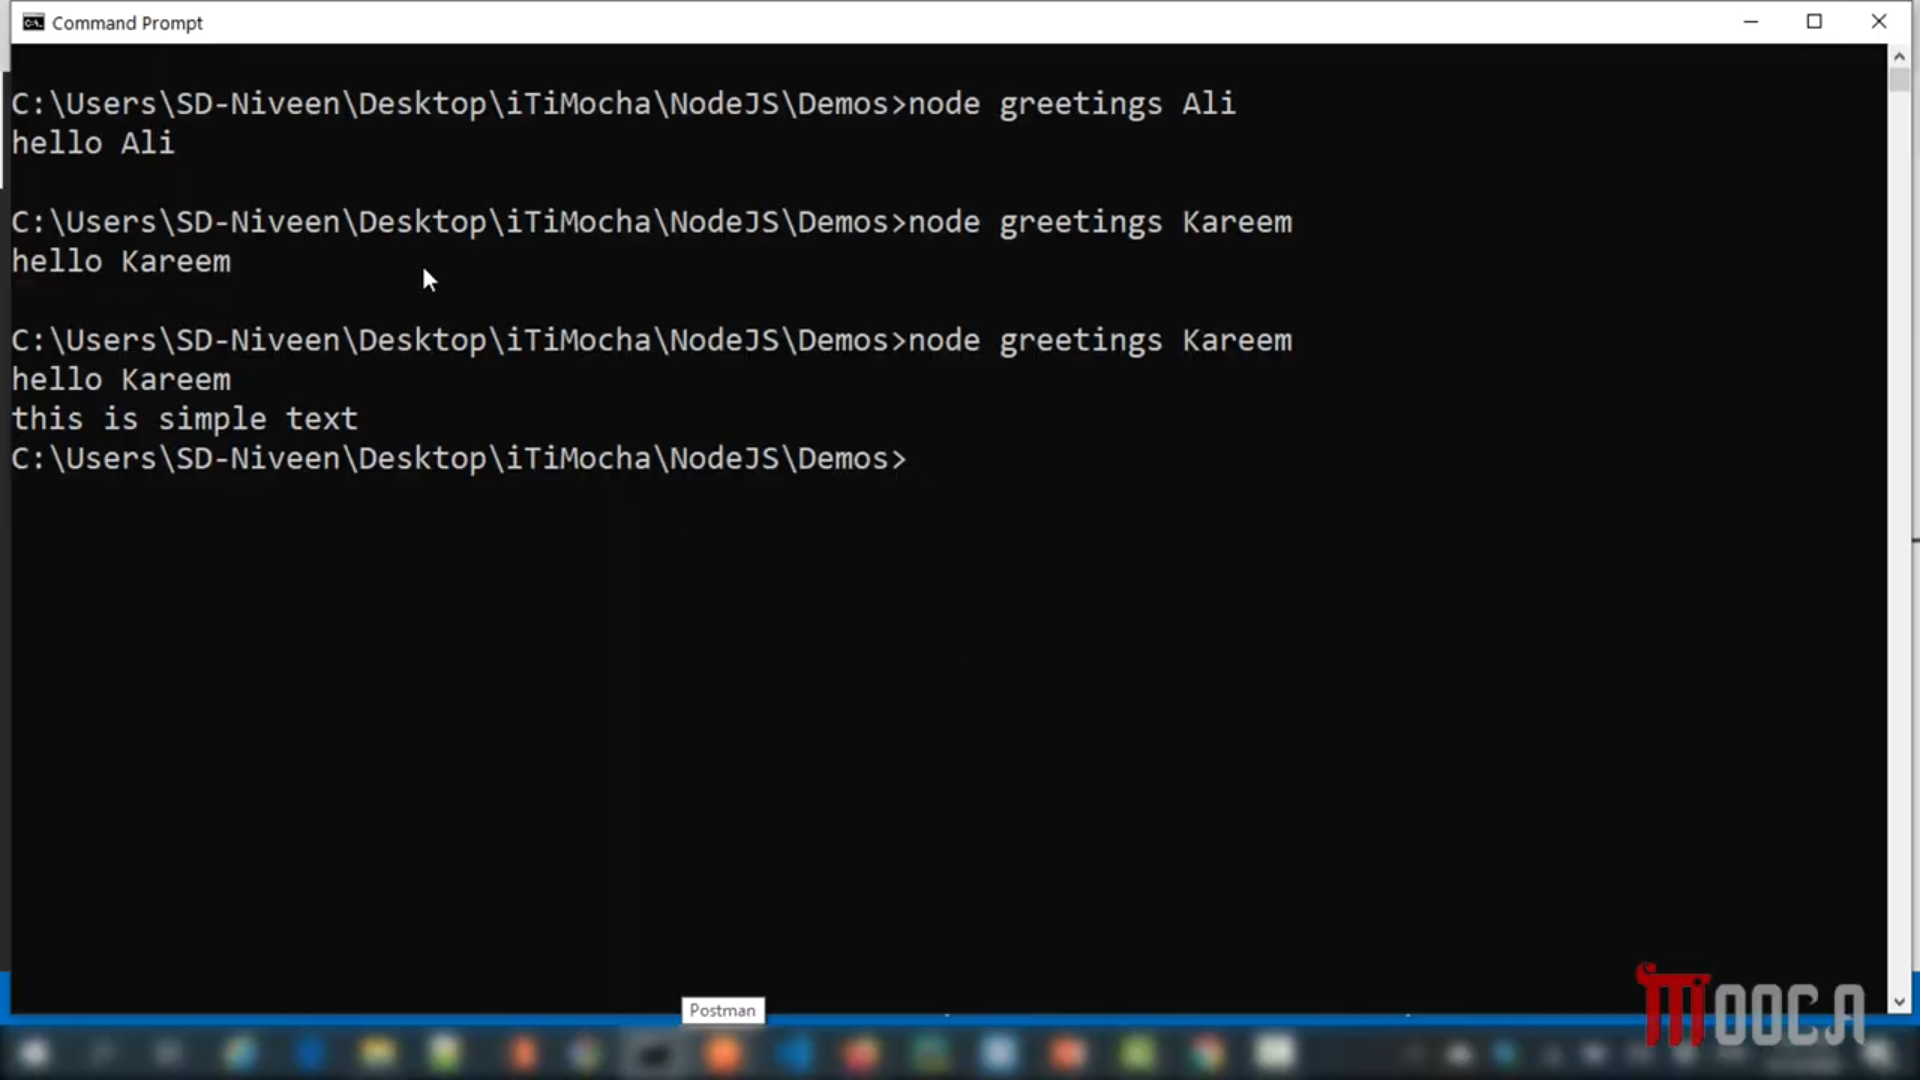 Command Prompt
C:\Users\SD-Niveen\Desktop\iTiMocha\NodeJS\Demos>node greetings Ali
hello Ali
C:\Users\SD-Niveen\Desktop\iTiMocha\NodeJS\Demos>node greetings Kareem
hello Kareem
C:\Users\SD-Niveen\Desktop\iTiMocha\NodeJS\Demos>node greetings Kareem
hello Kareem
this is simple text
C:\Users\SD-Niveen\Desktop\iTiMocha\NodeJS\Demos>
Postman
MOOCA